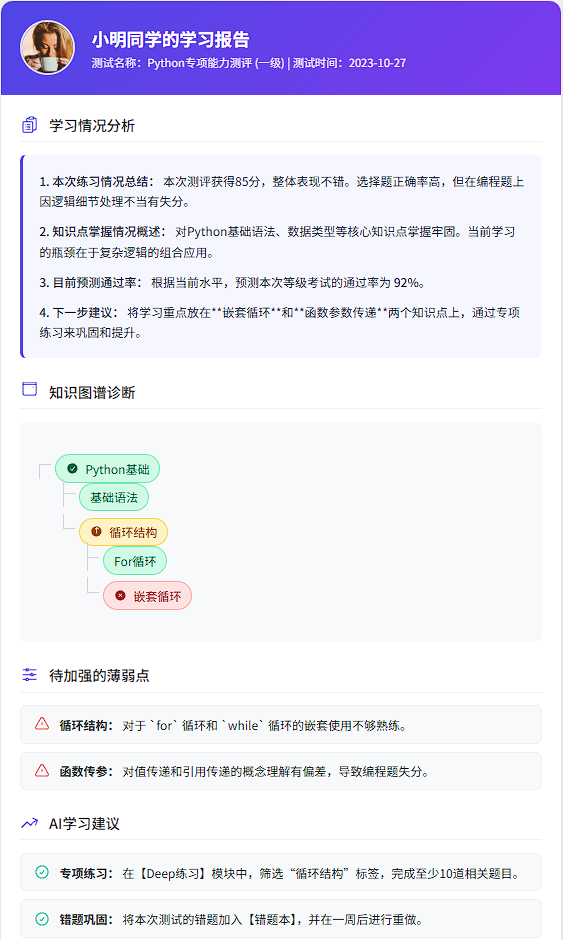 小明同学的学习报告
测试名称：Python专项能力测评 (一级) | 测试时间：2023-10-27
学习情况分析
1. 本次练习情况总结： 本次测评获得85分，整体表现不错。选择题正确率高，但在编程题上
因逻辑细节处理不当有失分。
2. 知识点掌握情况概述： 对Python基础语法、数据类型等核心知识点掌握牢固。当前学习
的瓶颈在于复杂逻辑的组合应用。
3. 目前预测通过率： 根据当前水平，预测本次等级考试的通过率为 92%。
4. 下一步建议： 将学习重点放在**嵌套循环**和**函数参数传递**两个知识点上，通过专项
练习来巩固和提升。
知识图谱诊断
Python基础
基础语法
循环结构
For循环
嵌套循环
待加强的薄弱点
循环结构： 对于 `for` 循环和 `while` 循环的嵌套使用不够熟练。
函数传参： 对值传递和引用传递的概念理解有偏差，导致编程题失分。
AI学习建议
专项练习： 在【Deep练习】模块中，筛选“循环结构”标签，完成至少10道相关题目。
错题巩固： 将本次测试的错题加入【错题本】，并在一周后进行重做。